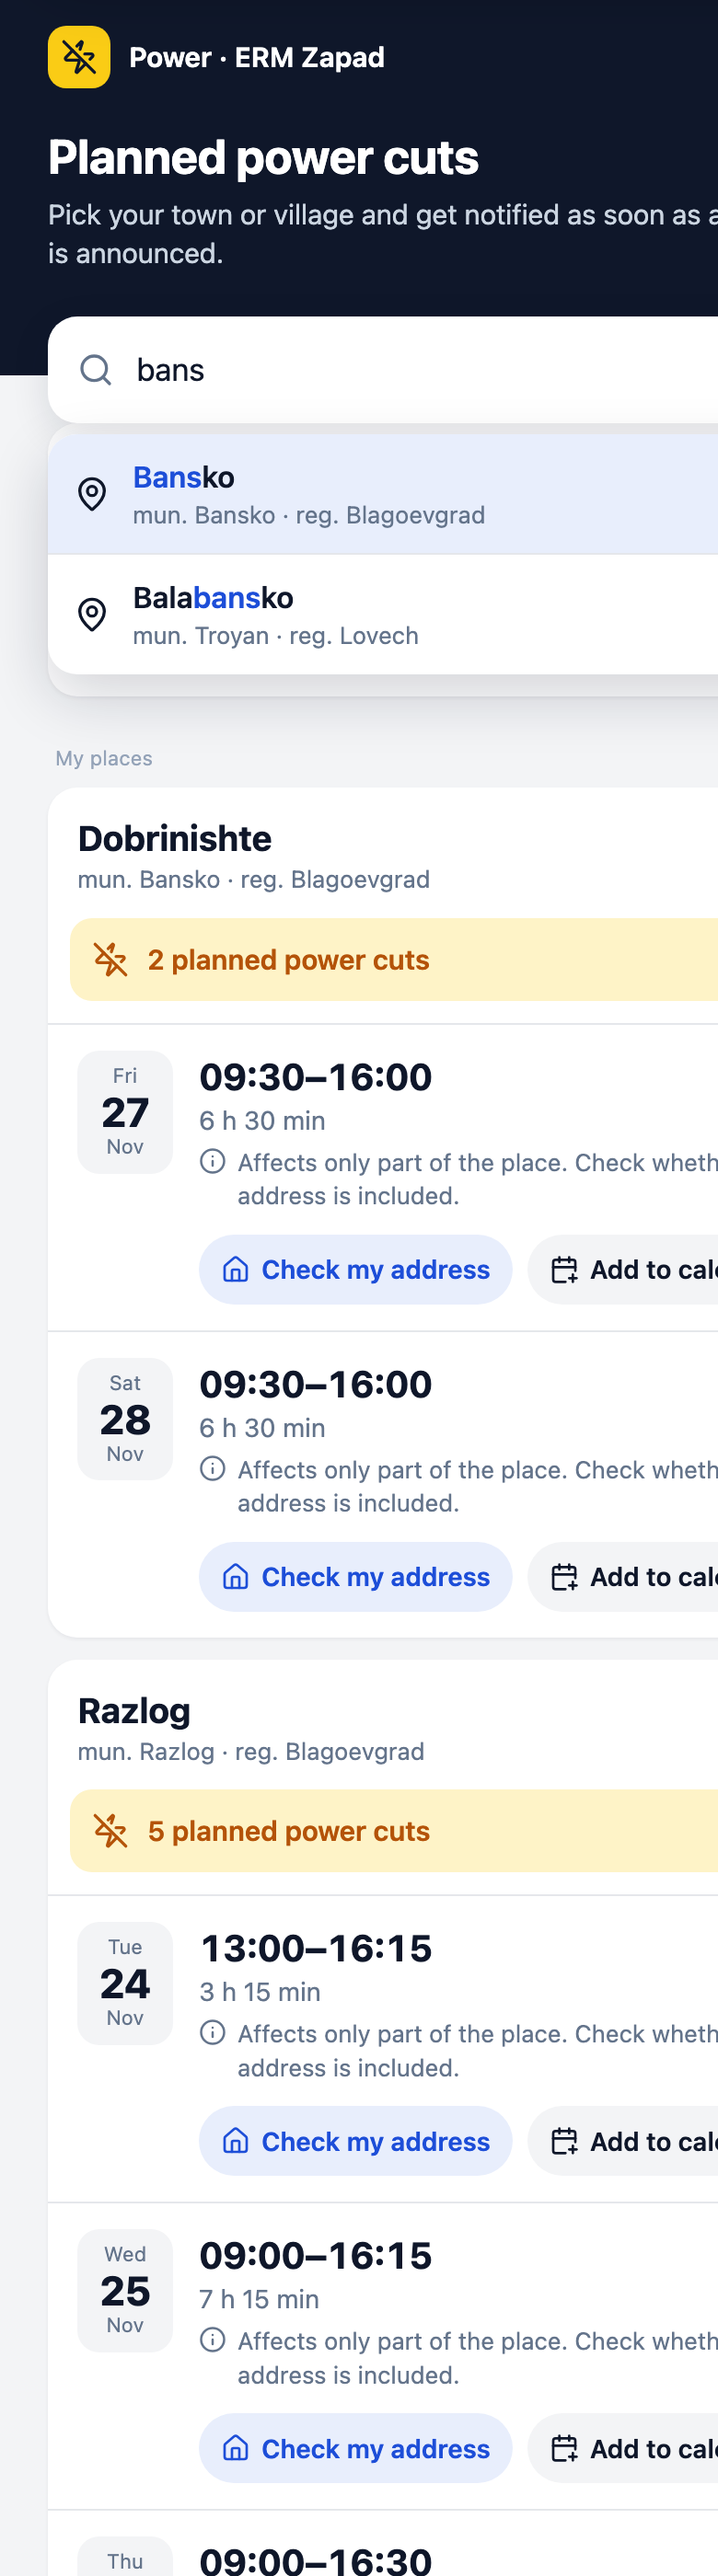 Power · ERM Zapad
Planned power cuts
Pick your town or village and get notified as soon as a
is announced.
bans
Bansko
mun. Bansko · reg. Blagoevgrad
Balabansko
mun. Troyan · reg. Lovech
My places
Dobrinishte
mun. Bansko · reg. Blagoevgrad
2 planned power cuts
Fri
27
Nov
09:30–16:00
6 h 30 min
Affects only part of the place. Check wheth
address is included.
Check my address
Add to cale
Sat
28
Nov
09:30–16:00
6 h 30 min
Affects only part of the place. Check wheth
address is included.
Check my address
Add to cale
Razlog
mun. Razlog · reg. Blagoevgrad
5 planned power cuts
Tue
24
Nov
13:00–16:15
3 h 15 min
Affects only part of the place. Check wheth
address is included.
Check my address
Add to cale
Wed
25
Nov
09:00–16:15
7 h 15 min
Affects only part of the place. Check wheth
address is included.
Check my address
Add to cale
Thu
09:00–16:30